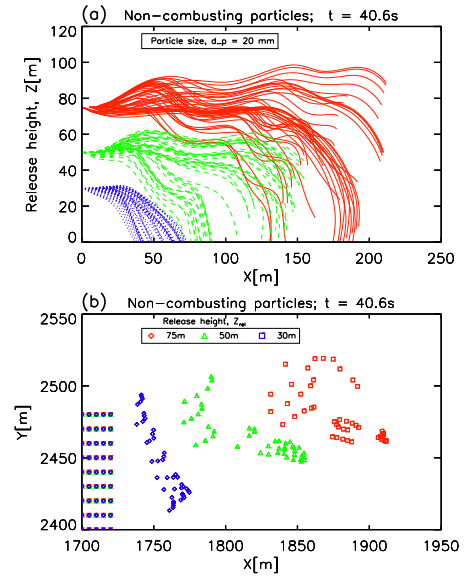 (a) Non-combusting particles; t = 40.6s
Particle size, d_p = 20 mm
Release height, Z[m]
120
100
80
60
40
20
0
0 50 100 150 200 250
X[m]
(b) Non-combusting particles; t = 40.6s
Release height, Z_rel
75m 50m 30m
Y[m]
2550
2500
2450
2400
1700 1750 1800 1850 1900 1950
X[m]